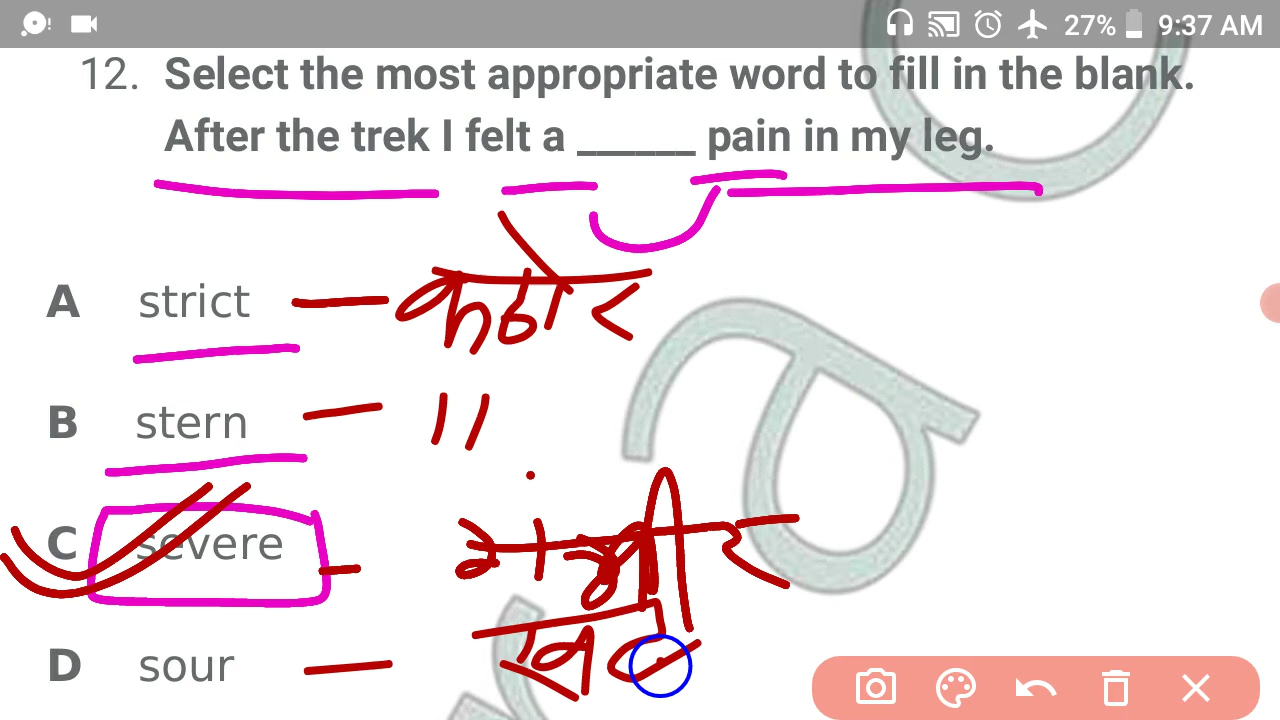 27% 9:37 AM
12. Select the most appropriate word to fill in the blank.
After the trek I felt a ______ pain in my leg.
A strict — कठोर
B stern — "
C severe — गंभीर
D sour —